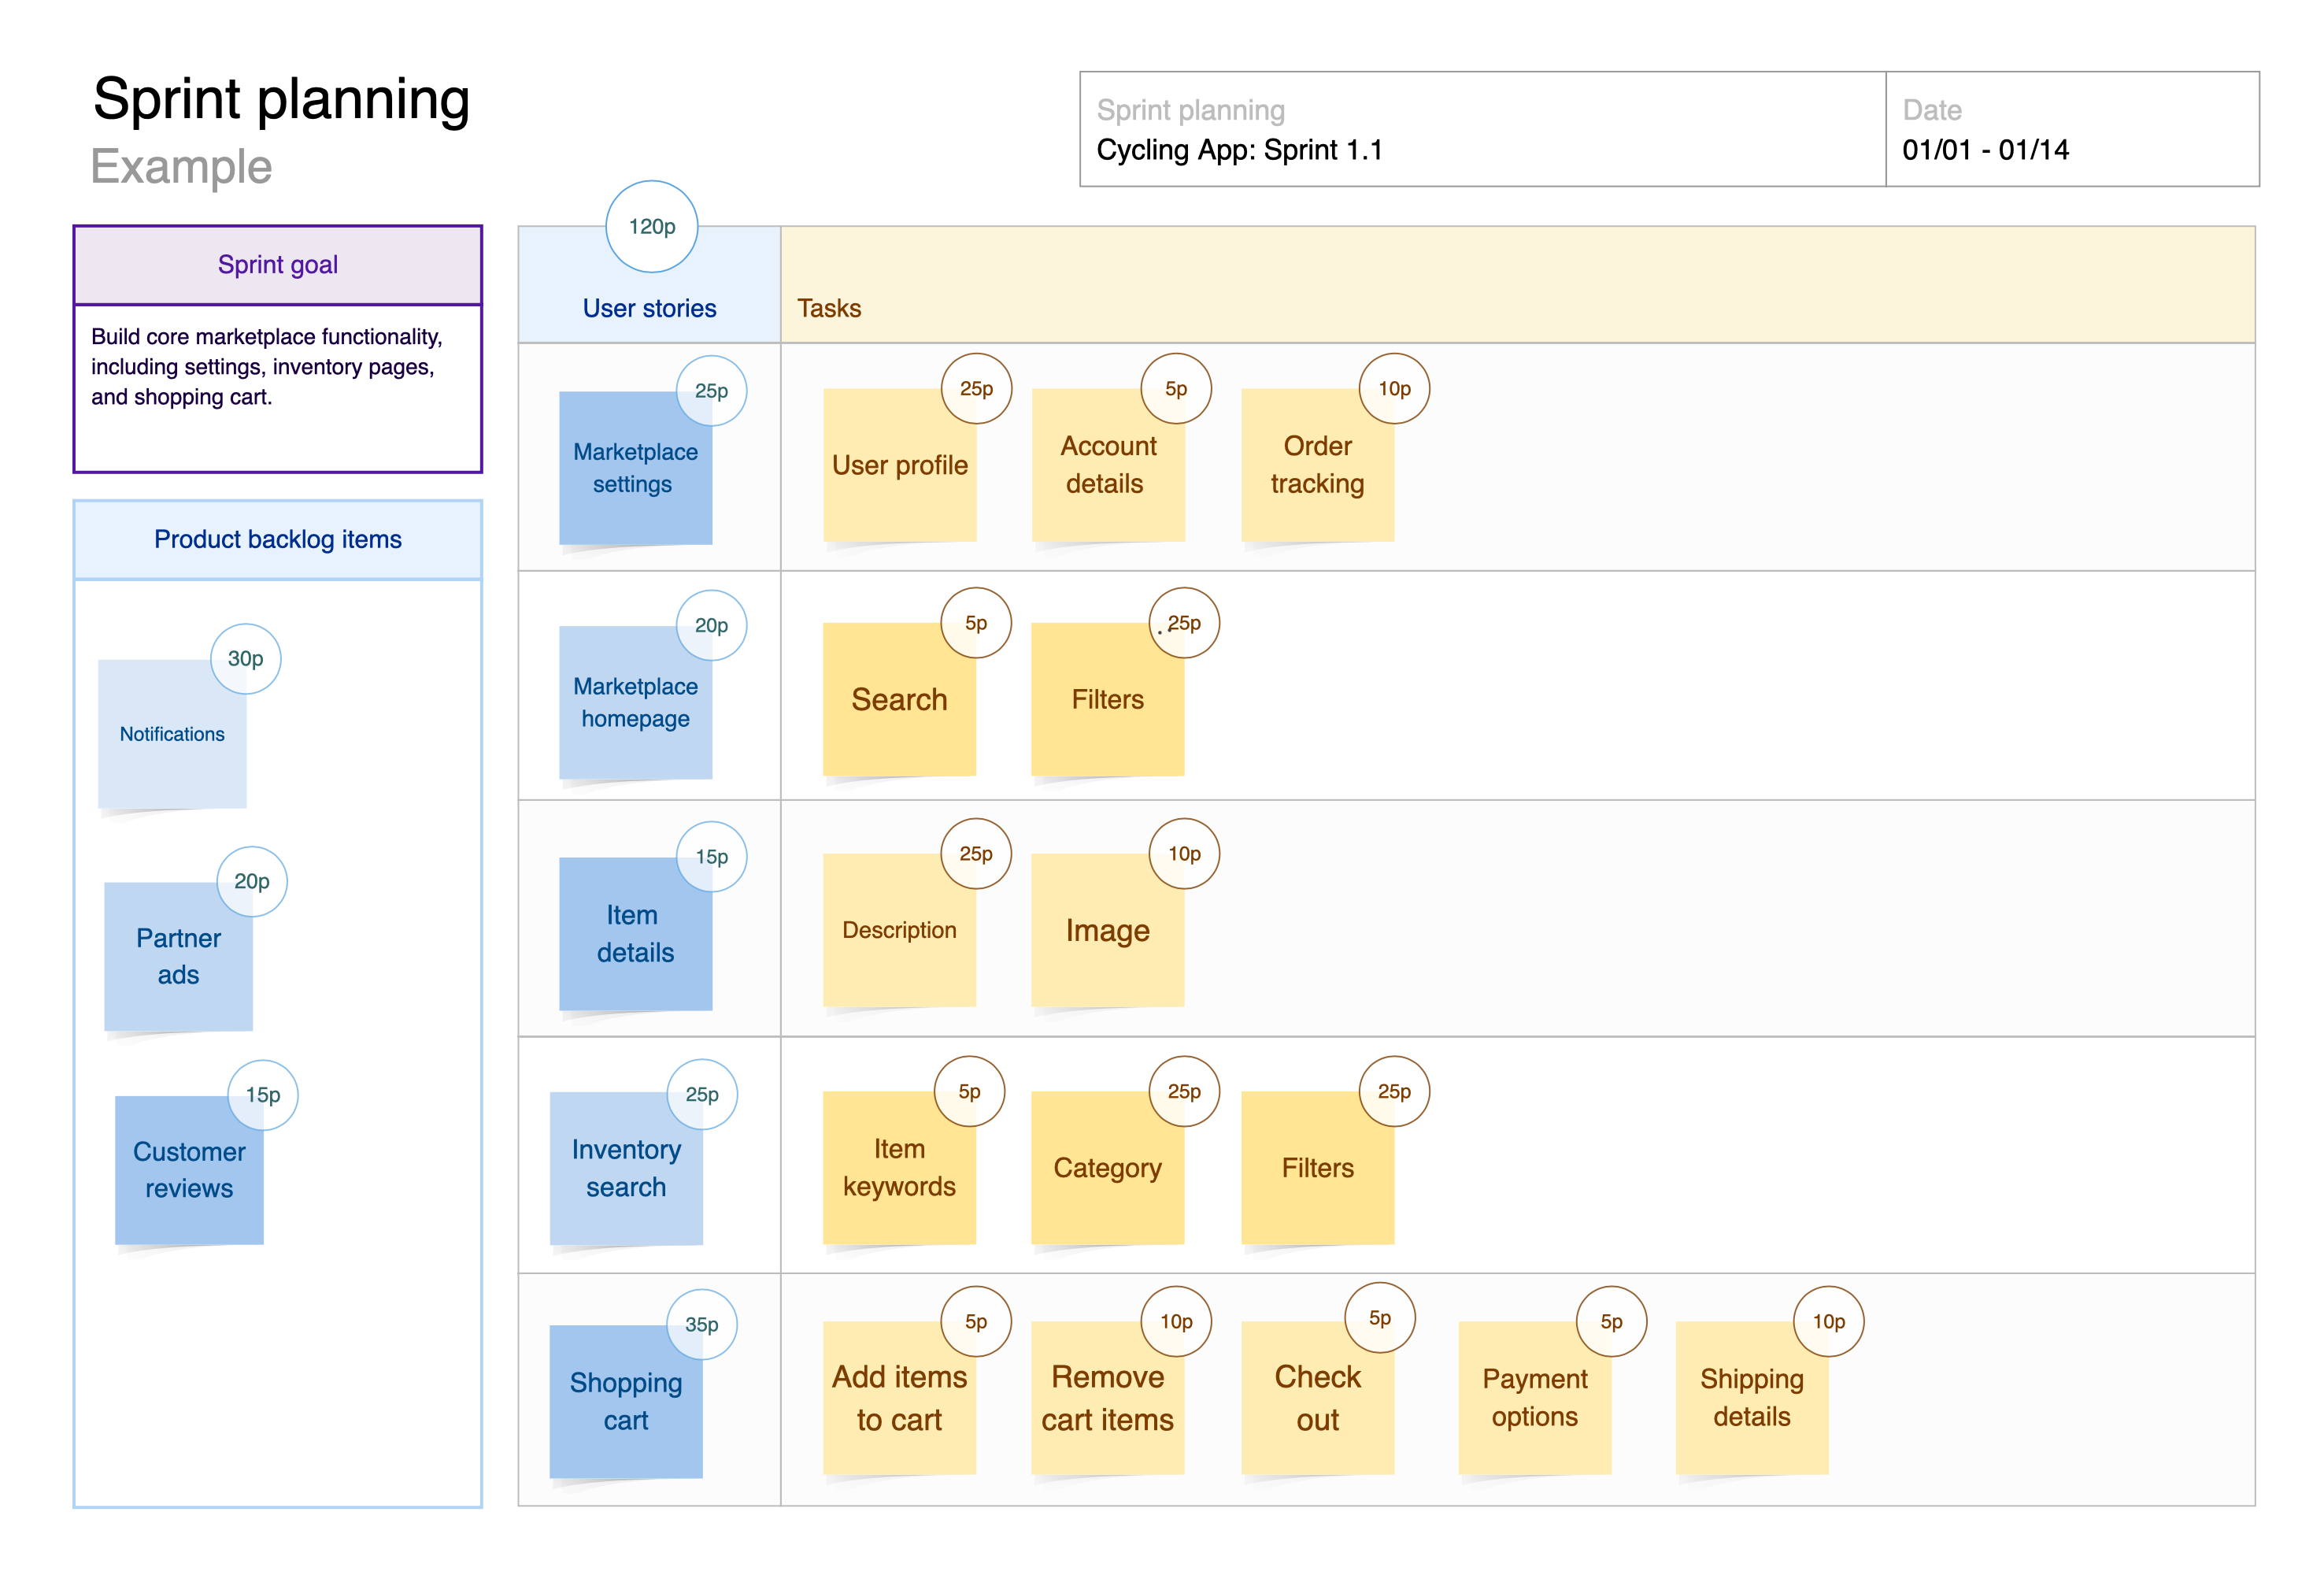 Sprint planning
Example
Sprint planning
Cycling App: Sprint 1.1
Date
01/01 - 01/14
Sprint goal
Build core marketplace functionality,
including settings, inventory pages,
and shopping cart.
Product backlog items
30p
Notifications
20p
Partner
ads
15p
Customer
reviews
120p
User stories
Tasks
25p
Marketplace
settings
25p
User profile
5p
Account
details
10p
Order
tracking
20p
Marketplace
homepage
5p
Search
25p
Filters
15p
Item
details
25p
Description
10p
Image
25p
Inventory
search
5p
Item
keywords
25p
Category
25p
Filters
35p
Shopping
cart
5p
Add items
to cart
10p
Remove
cart items
5p
Check
out
5p
Payment
options
10p
Shipping
details